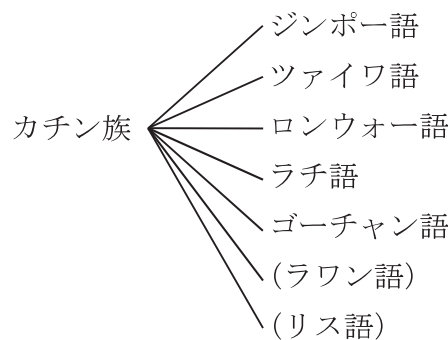 カチン族
ジンポー語
ツァイワ語
ロンウォー語
ラチ語
ゴーチャン語
(ラワン語)
(リス語)